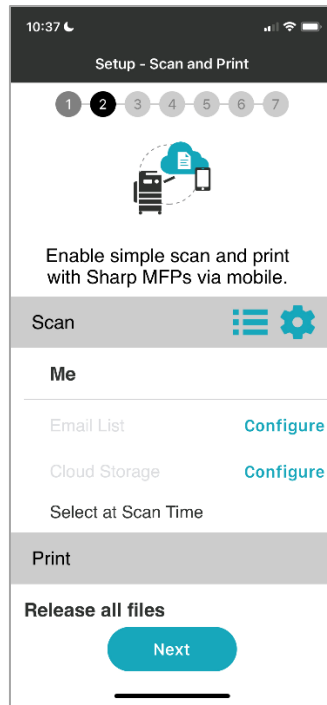 10:37
Setup - Scan and Print
1 2 3 4 5 6 7
Enable simple scan and print
with Sharp MFPs via mobile.
Scan
Me
Email List Configure
Cloud Storage Configure
Select at Scan Time
Print
Release all files
Next